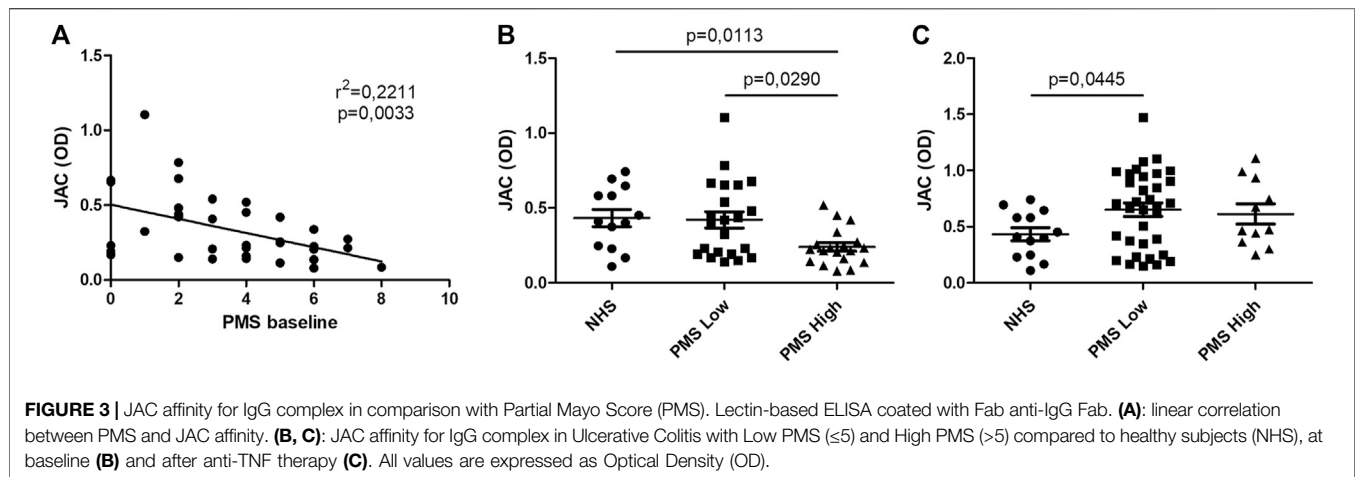 A
1.5
1.0
0.5
0.0
JAC (OD)
r²=0,2211
p=0,0033
0 2 4 6 8 10
PMS baseline
B
p=0,0113
p=0,0290
1.5
1.0
0.5
0.0
JAC (OD)
NHS
PMS Low
PMS High
C
p=0,0445
2.0
1.5
1.0
0.5
0.0
JAC (OD)
NHS
PMS Low
PMS High
FIGURE 3 | JAC affinity for IgG complex in comparison with Partial Mayo Score (PMS). Lectin-based ELISA coated with Fab anti-IgG Fab. (A): linear correlation
between PMS and JAC affinity. (B, C): JAC affinity for IgG complex in Ulcerative Colitis with Low PMS (≤5) and High PMS (>5) compared to healthy subjects (NHS), at
baseline (B) and after anti-TNF therapy (C). All values are expressed as Optical Density (OD).